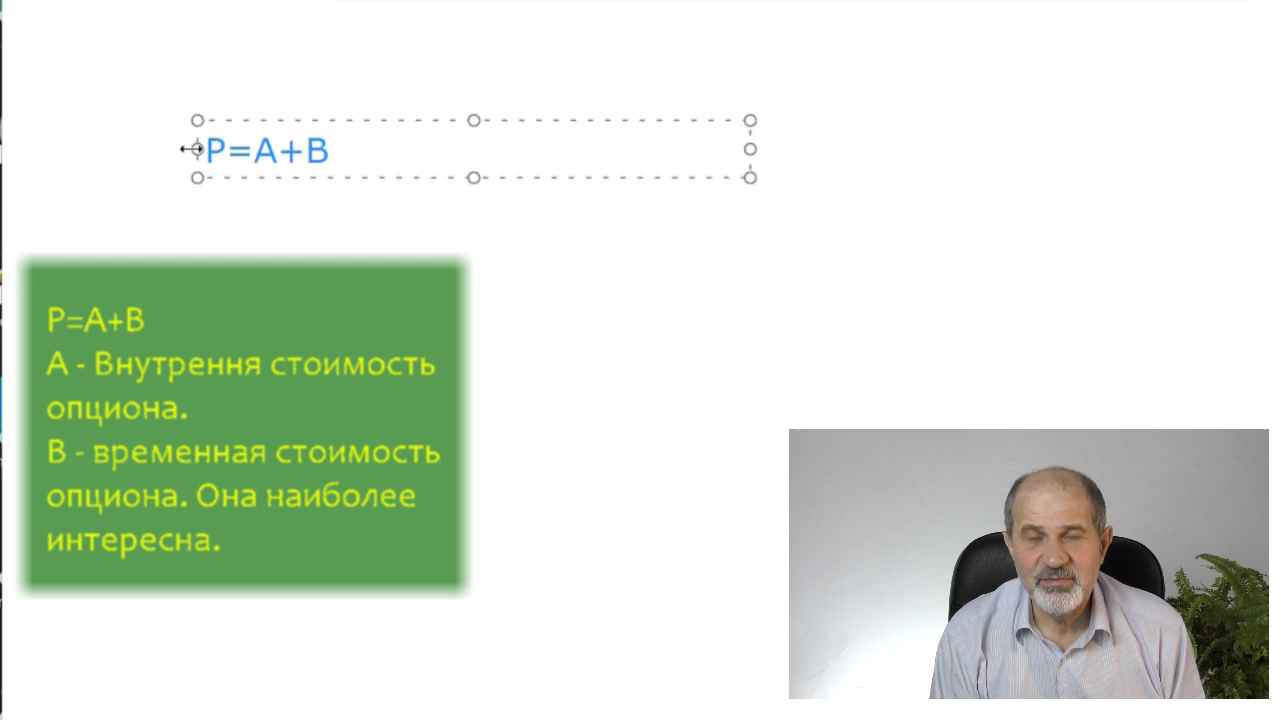 P=A+B
P=A+B
А - Внутрення стоимость
опциона.
В - временная стоимость
опциона. Она наиболее
интересна.